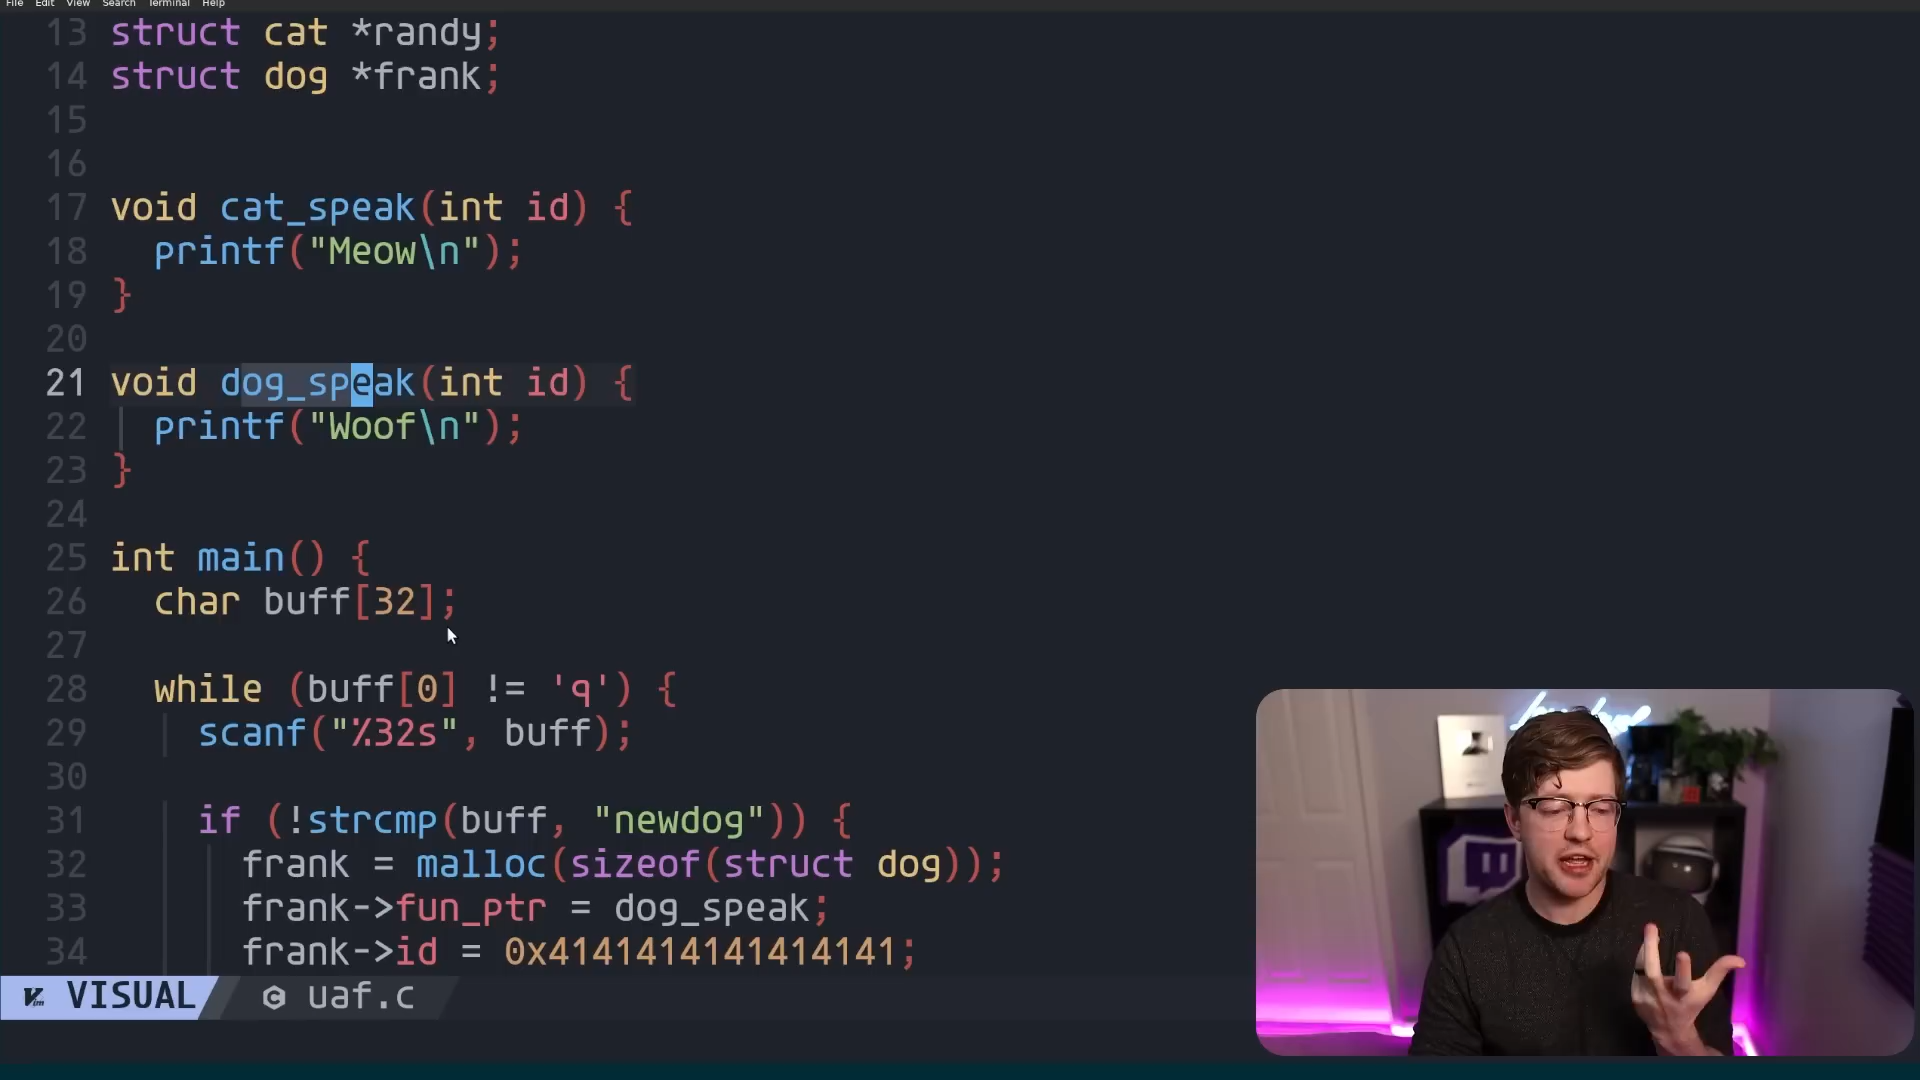 File Edit View Search Terminal Help
13 struct cat *randy;
14 struct dog *frank;
15
16
17 void cat_speak(int id) {
18 printf("Meow\n");
19 }
20
21 void dog_speak(int id) {
22 printf("Woof\n");
23 }
24
25 int main() {
26 char buff[32];
27
28 while (buff[0] != 'q') {
29 scanf("%32s", buff);
30
31 if (!strcmp(buff, "newdog")) {
32 frank = malloc(sizeof(struct dog));
33 frank->fun_ptr = dog_speak;
34 frank->id = 0x4141414141414141;
VISUAL uaf.c